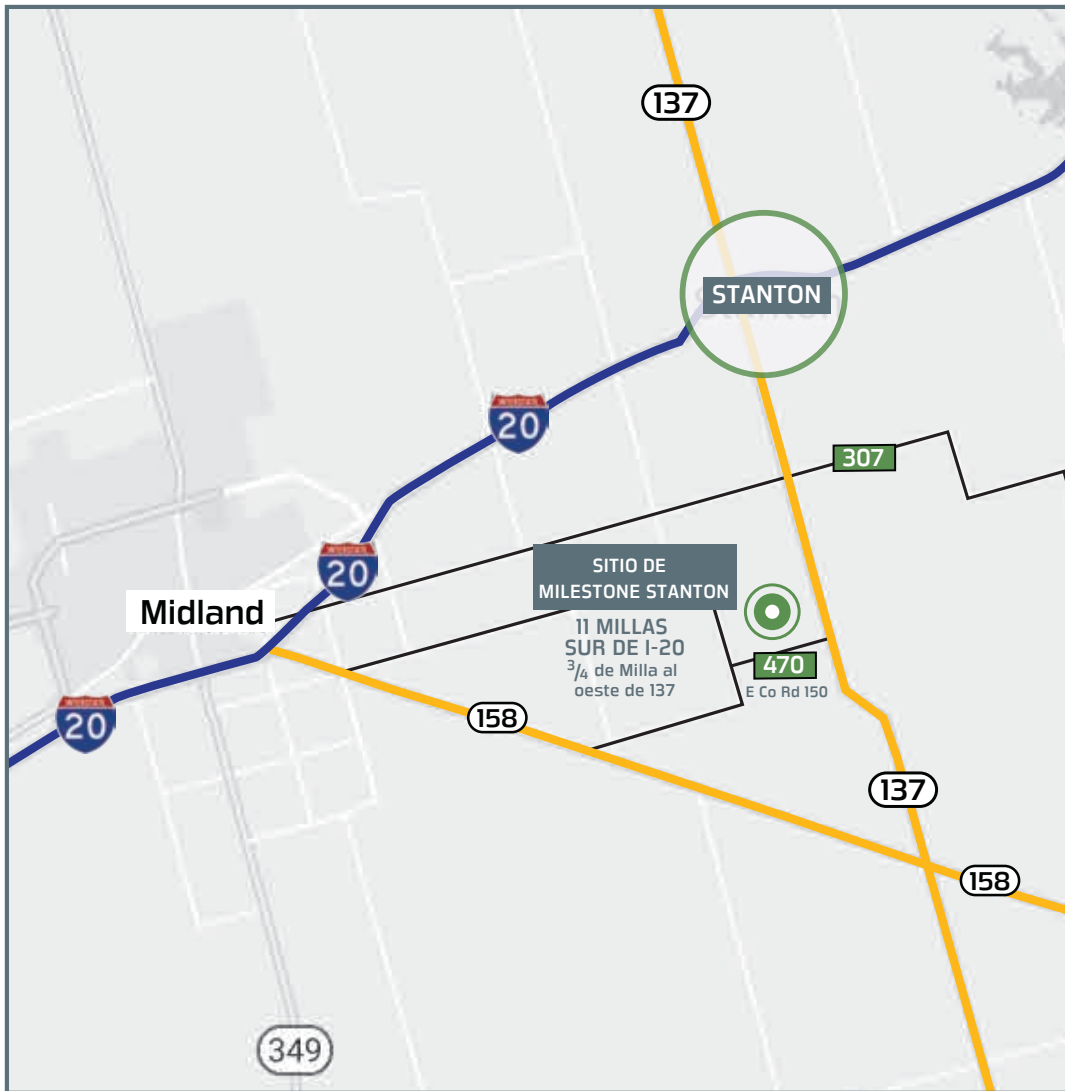 137
STANTON
20
307
20
SITIO DE
MILESTONE STANTON
Midland
11 MILLAS
SUR DE I-20
3/4 de Milla al
oeste de 137
470
E Co Rd 150
20
158
137
158
349